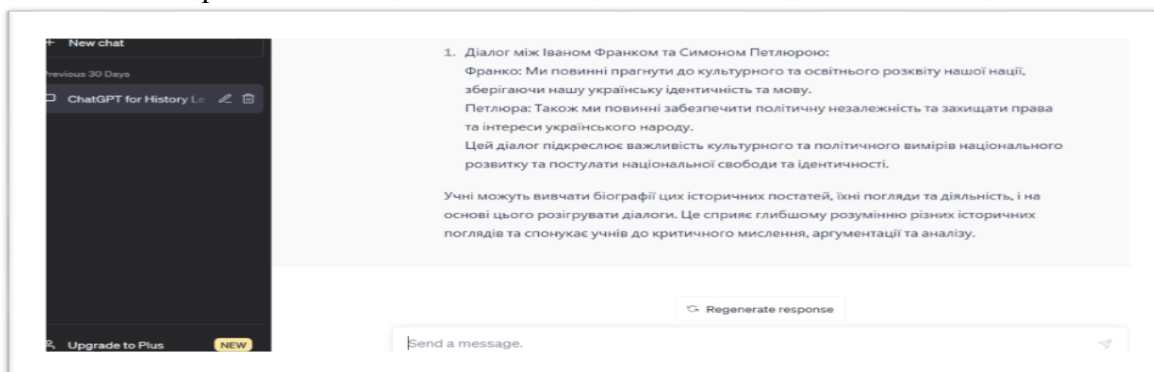 + New chat
Previous 30 Days
ChatGPT for History Le
1. Діалог між Іваном Франком та Симоном Петлюрою:
Франко: Ми повинні прагнути до культурного та освітнього розквіту нашої нації,
зберігаючи нашу українську ідентичність та мову.
Петлюра: Також ми повинні забезпечити політичну незалежність та захищати права
та інтереси українського народу.
Цей діалог підкреслює важливість культурного та політичного вимірів національного
розвитку та постулати національної свободи та ідентичності.
Учні можуть вивчати біографії цих історичних постатей, їхні погляди та діяльність, і на
основі цього розігрувати діалоги. Це сприяє глибшому розумінню різних історичних
поглядів та спонукає учнів до критичного мислення, аргументації та аналізу.
Regenerate response
Send a message.
Upgrade to Plus
NEW